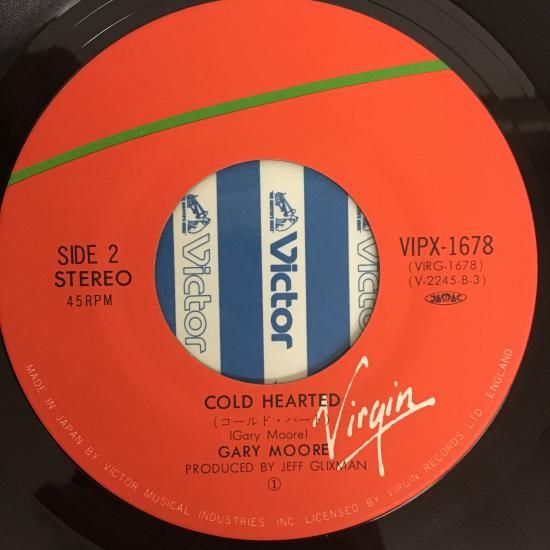 SIDE 2
STEREO
45RPM
VIPX-1678
(VIRG-1678)
(V-2245-B-3)
JASRAC
Victor
Victor
Victor
COLD HEARTED
(コールド・ハート)
(Gary Moore)
GARY MOORE
PRODUCED BY JEFF GLIXMAN
①
Virgin
MADE IN JAPAN BY VICTOR MUSICAL INDUSTRIES, INC. LICENSED BY VIRGIN RECORDS LTD. ENGLAND